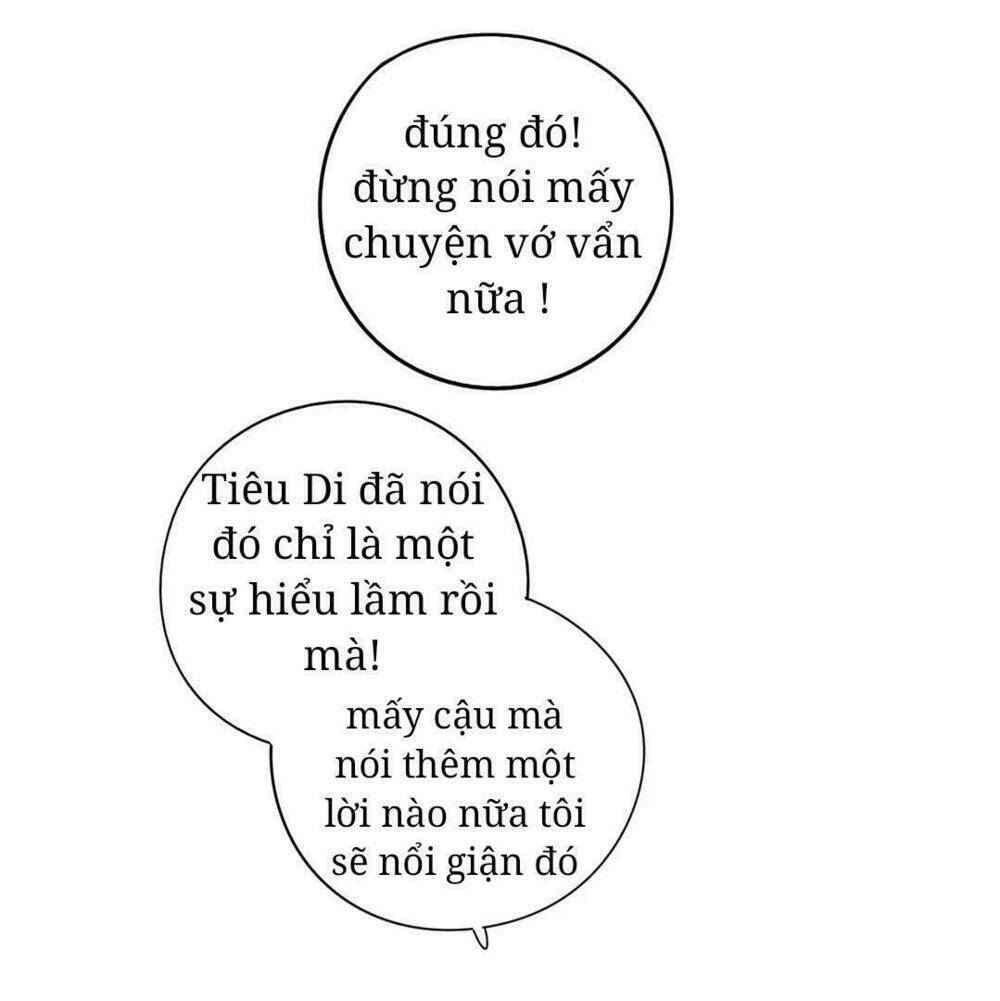 đúng đó!
đừng nói mấy
chuyện vớ vẩn
nữa !
Tiêu Di đã nói
đó chỉ là một
sự hiểu lầm rồi
mà!
mấy cậu mà
nói thêm một
lời nào nữa tôi
sẽ nổi giận đó